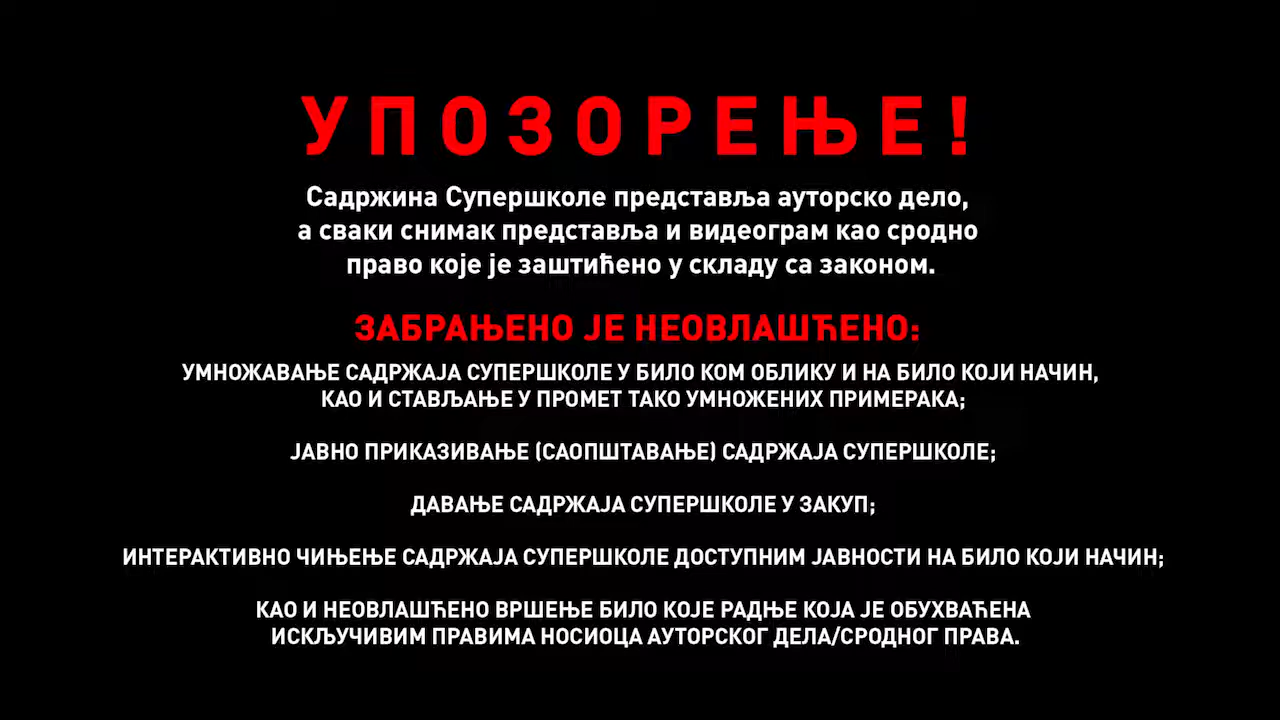 УПОЗОРЕЊЕ!
Садржина Супершколе представља ауторско дело,
а сваки снимак представља и видеограм као сродно
право које је заштићено у складу са законом.
ЗАБРАЊЕНО ЈЕ НЕОВЛАШЋЕНО:
УМНОЖАВАЊЕ САДРЖАЈА СУПЕРШКОЛЕ У БИЛО КОМ ОБЛИКУ И НА БИЛО КОЈИ НАЧИН,
КАО И СТАВЉАЊЕ У ПРОМЕТ ТАКО УМНОЖЕНИХ ПРИМЕРАКА;
ЈАВНО ПРИКАЗИВАЊЕ (САОПШТАВАЊЕ) САДРЖАЈА СУПЕРШКОЛЕ;
ДАВАЊЕ САДРЖАЈА СУПЕРШКОЛЕ У ЗАКУП;
ИНТЕРАКТИВНО ЧИЊЕЊЕ САДРЖАЈА СУПЕРШКОЛЕ ДОСТУПНИМ ЈАВНОСТИ НА БИЛО КОЈИ НАЧИН;
КАО И НЕОВЛАШЋЕНО ВРШЕЊЕ БИЛО КОЈЕ РАДЊЕ КОЈА ЈЕ ОБУХВАЋЕНА
ИСКЉУЧИВИМ ПРАВИМА НОСИОЦА АУТОРСКОГ ДЕЛА/СРОДНОГ ПРАВА.